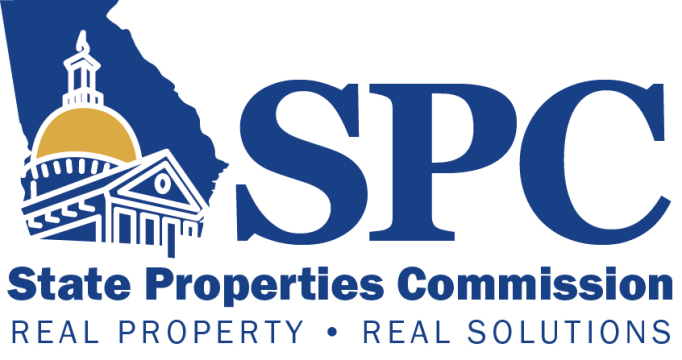 SPC
State Properties Commission
REAL PROPERTY • REAL SOLUTIONS